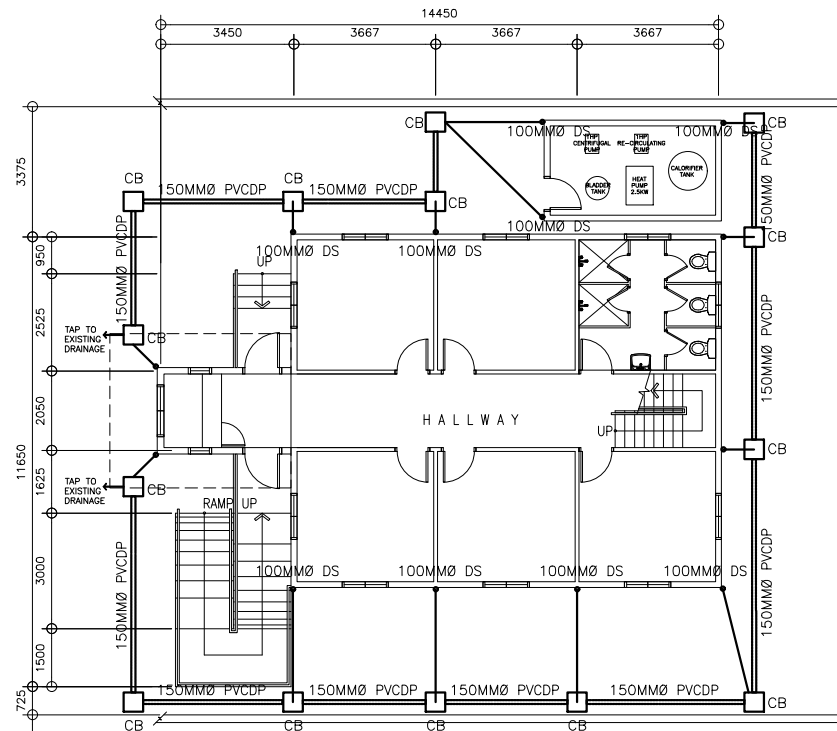 14450
3450
3667
3667
3667
CB
100MMØ DS
100MMØ DSP
CB
THP
CENTRIFUGAL
PUMP
THP
RE-CIRCULATING
PUMP
CALORIFIER
TANK
BLADDER
TANK
HEAT
PUMP
2.5KW
3375
CB
CB
150MMØ PVCDP
150MMØ PVCDP
CB
150MMØ PVCDP
100MMØ DS
CB
950
150MMØ PVCDP
100MMØ DS
100MMØ DS
UP
2525
TAP TO
EXISTING
DRAINAGE
CB
150MMØ PVCDP
2050
HALLWAY
UP
11650
1625
CB
TAP TO
EXISTING
DRAINAGE
CB
RAMP UP
3000
150MMØ PVCDP
100MMØ DS
100MMØ DS
100MMØ DS
100MMØ DS
150MMØ PVCDP
1500
725
150MMØ PVCDP
150MMØ PVCDP
150MMØ PVCDP
150MMØ PVCDP
CB
CB
CB
CB
CB